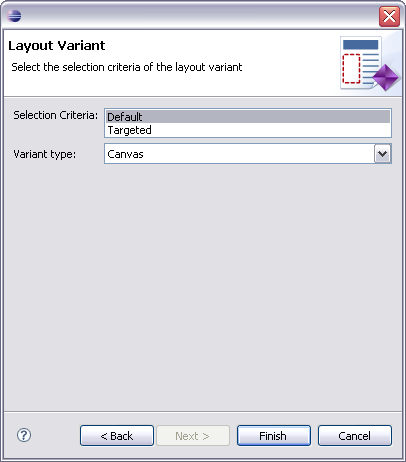 Layout Variant
Select the selection criteria of the layout variant
Selection Criteria:
Default
Targeted
Variant type:
Canvas
?
< Back
Next >
Finish
Cancel